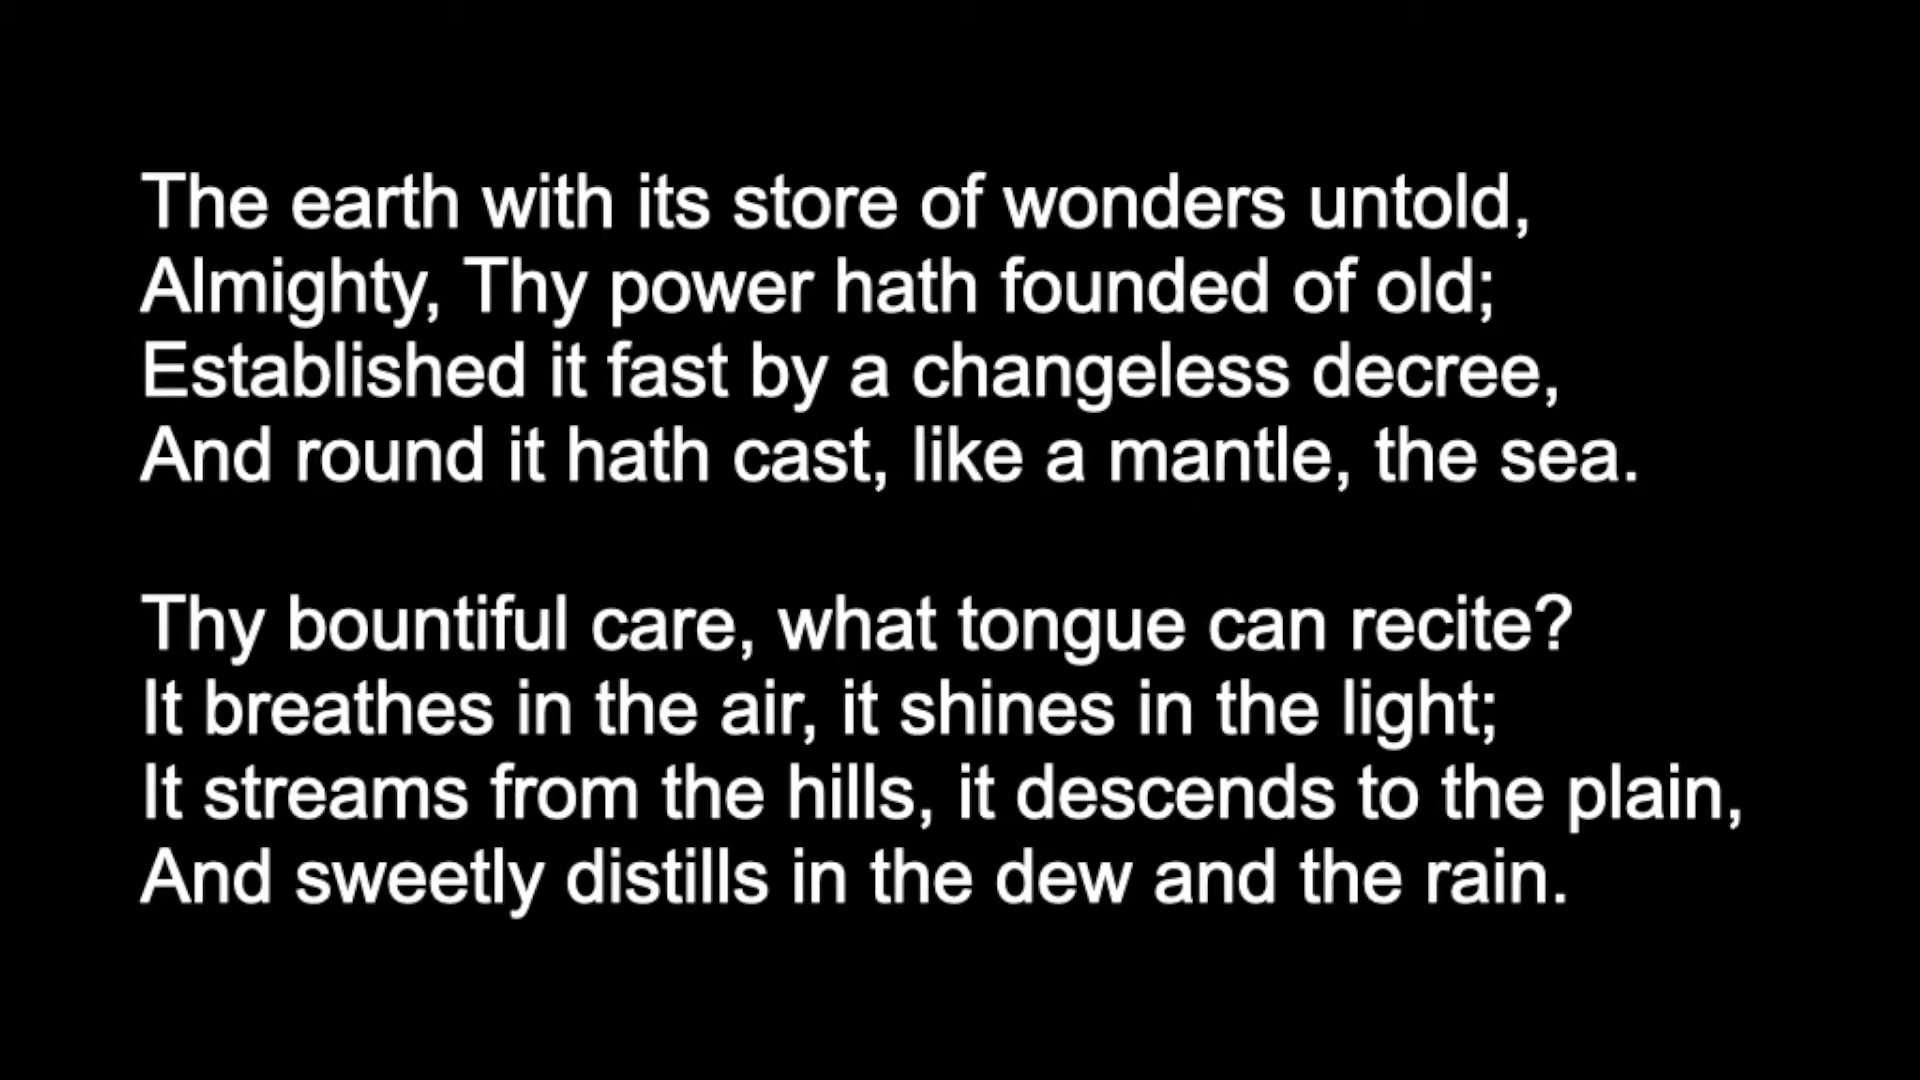 The earth with its store of wonders untold,
Almighty, Thy power hath founded of old;
Established it fast by a changeless decree,
And round it hath cast, like a mantle, the sea.
Thy bountiful care, what tongue can recite?
It breathes in the air, it shines in the light;
It streams from the hills, it descends to the plain,
And sweetly distills in the dew and the rain.